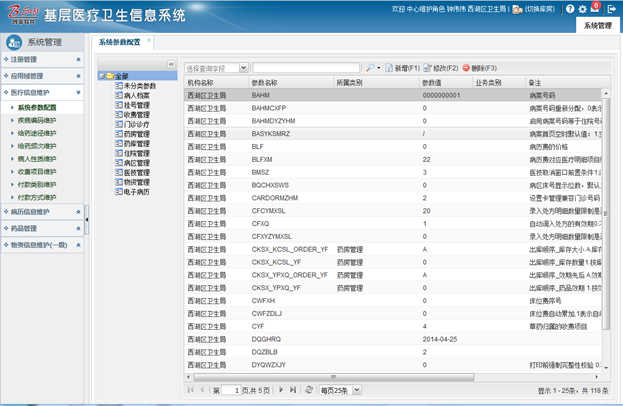 B-Soft 创业软件 基层医疗卫生信息系统
欢迎 中心维护角色 钟伟伟 西湖区卫生局 | (切换库房) 0
系统管理
系统管理
系统参数配置
注册管理
应用域管理
医疗信息维护
系统参数配置
疾病编码维护
给药途径维护
给药频次维护
病人性质维护
收费项目维护
付款类别维护
付款方式维护
病历信息维护
药品管理
物资信息维护(一级)
全部
未分类参数
病人档案
挂号管理
收费管理
门诊诊疗
药房管理
药库管理
住院管理
病区管理
医技管理
物资管理
电子病历
选择查询字段 新增(F1) 修改(F2) 删除(F3)
机构名称 参数名称 所属类别 参数值 业务类别 备注
西湖区卫生局 BAHM 0000000001 病案号码
西湖区卫生局 BAHMCXFP 0 病案号码重新分配，0表示
西湖区卫生局 BAHMDYZYHM 0 启用病案号码等于住院号
西湖区卫生局 BASYKSMRZ / 病案首页空时默认值：1.
西湖区卫生局 BLF 0 病历费的价格
西湖区卫生局 BLFXM 22 病历费对应医疗明细项目
西湖区卫生局 BMSZ 3 医技取消窗口前置条件1:
西湖区卫生局 BQCHXSWS 0 病区床号显示位数，默认
西湖区卫生局 CARDORMZHM 2 设置卡管理兼容门诊号码
西湖区卫生局 CFCYMXSL 20 录入处方明细数量限制是
西湖区卫生局 CFXQ 1 自动调入处方的有效期0.
西湖区卫生局 CFXYZYMXSL 0 录入处方明细数量限制是
西湖区卫生局 CKSX_KCSL_ORDER_YF 药房管理 A 出库顺序_库存大小 A.库存
西湖区卫生局 CKSX_KCSL_YF 药房管理 0 出库顺序_库存数量1.按库
西湖区卫生局 CKSX_YPXQ_ORDER_YF 药房管理 A 出库顺序_效期先后 A.效期
西湖区卫生局 CKSX_YPXQ_YF 药房管理 0 出库顺序_药品效期 1.按
西湖区卫生局 CWFXH 0 床位费序号
西湖区卫生局 CWFZDLJ 0 床位费自动累加.1表示自动
西湖区卫生局 CYF 4 草药归属的收费项目
西湖区卫生局 DQGHRQ 2014-04-25
西湖区卫生局 DQZBLB 2
西湖区卫生局 DYQWZXJY 0 打印前强制完整性校验 0:
第 1 页,共 5 页 每页25条 显示 1 - 25条，共 118 条